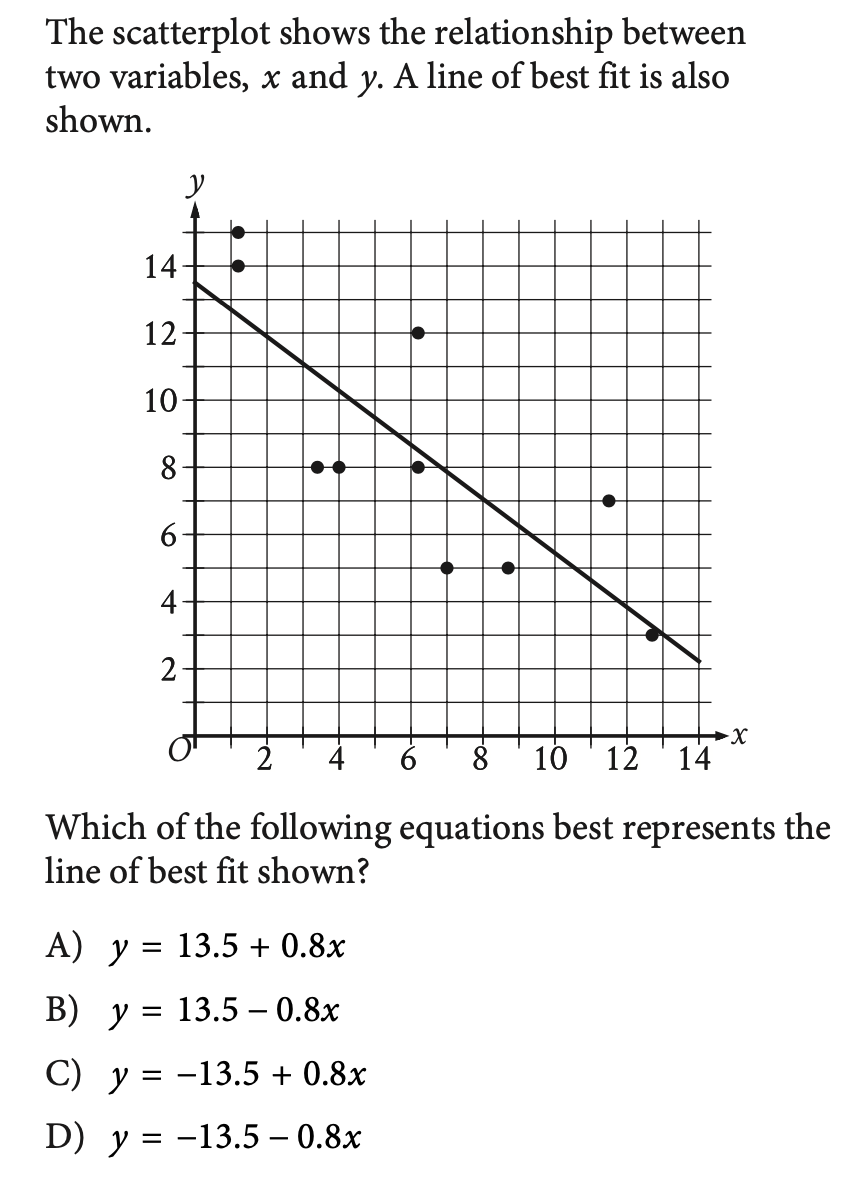 The scatterplot shows the relationship between
two variables, x and y. A line of best fit is also
shown.
y
14
12
10
8
6
4
2
O
2 4 6 8 10 12 14
x
Which of the following equations best represents the
line of best fit shown?
A) y = 13.5 + 0.8x
B) y = 13.5 – 0.8x
C) y = –13.5 + 0.8x
D) y = –13.5 – 0.8x